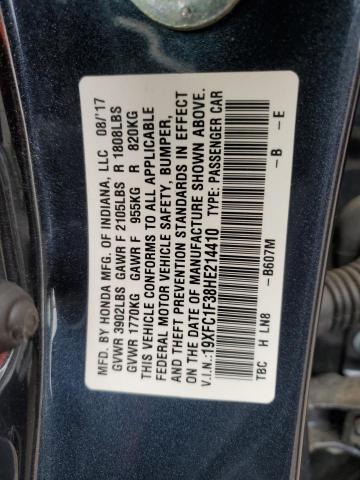 MFD. BY HONDA MFG. OF INDIANA, LLC 08/'17
GVWR 3902LBS GAWR F 2105LBS R 1808LBS
GVWR 1770KG GAWR F 955KG R 820KG
THIS VEHICLE CONFORMS TO ALL APPLICABLE
FEDERAL MOTOR VEHICLE SAFETY, BUMPER,
AND THEFT PREVENTION STANDARDS IN EFFECT
ON THE DATE OF MANUFACTURE SHOWN ABOVE.
V.I.N.:19XFC1F38HE214410 TYPE: PASSENGER CAR
-B607M -B -E
TBC H LN8